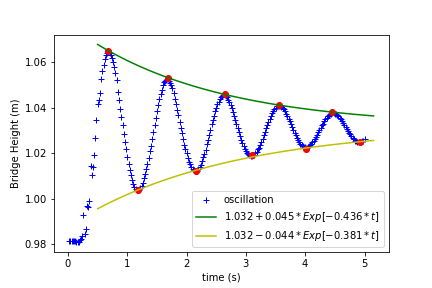 1.06
1.04
1.02
1.00
0.98
Bridge Height (m)
oscillation
1.032 + 0.045 * Exp[−0.436 * t]
1.032 − 0.044 * Exp[−0.381 * t]
0 1 2 3 4 5
time (s)